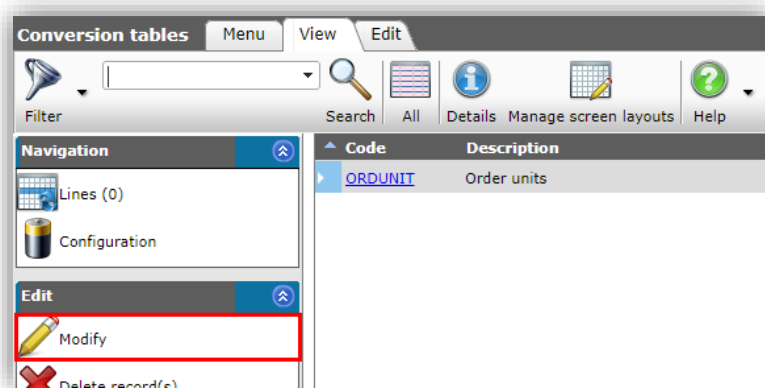 Conversion tables Menu View Edit
Filter Search All Details Manage screen layouts Help
Navigation
Lines (0)
Configuration
Edit
Modify
Delete record(s)
Code Description
ORDUNIT Order units